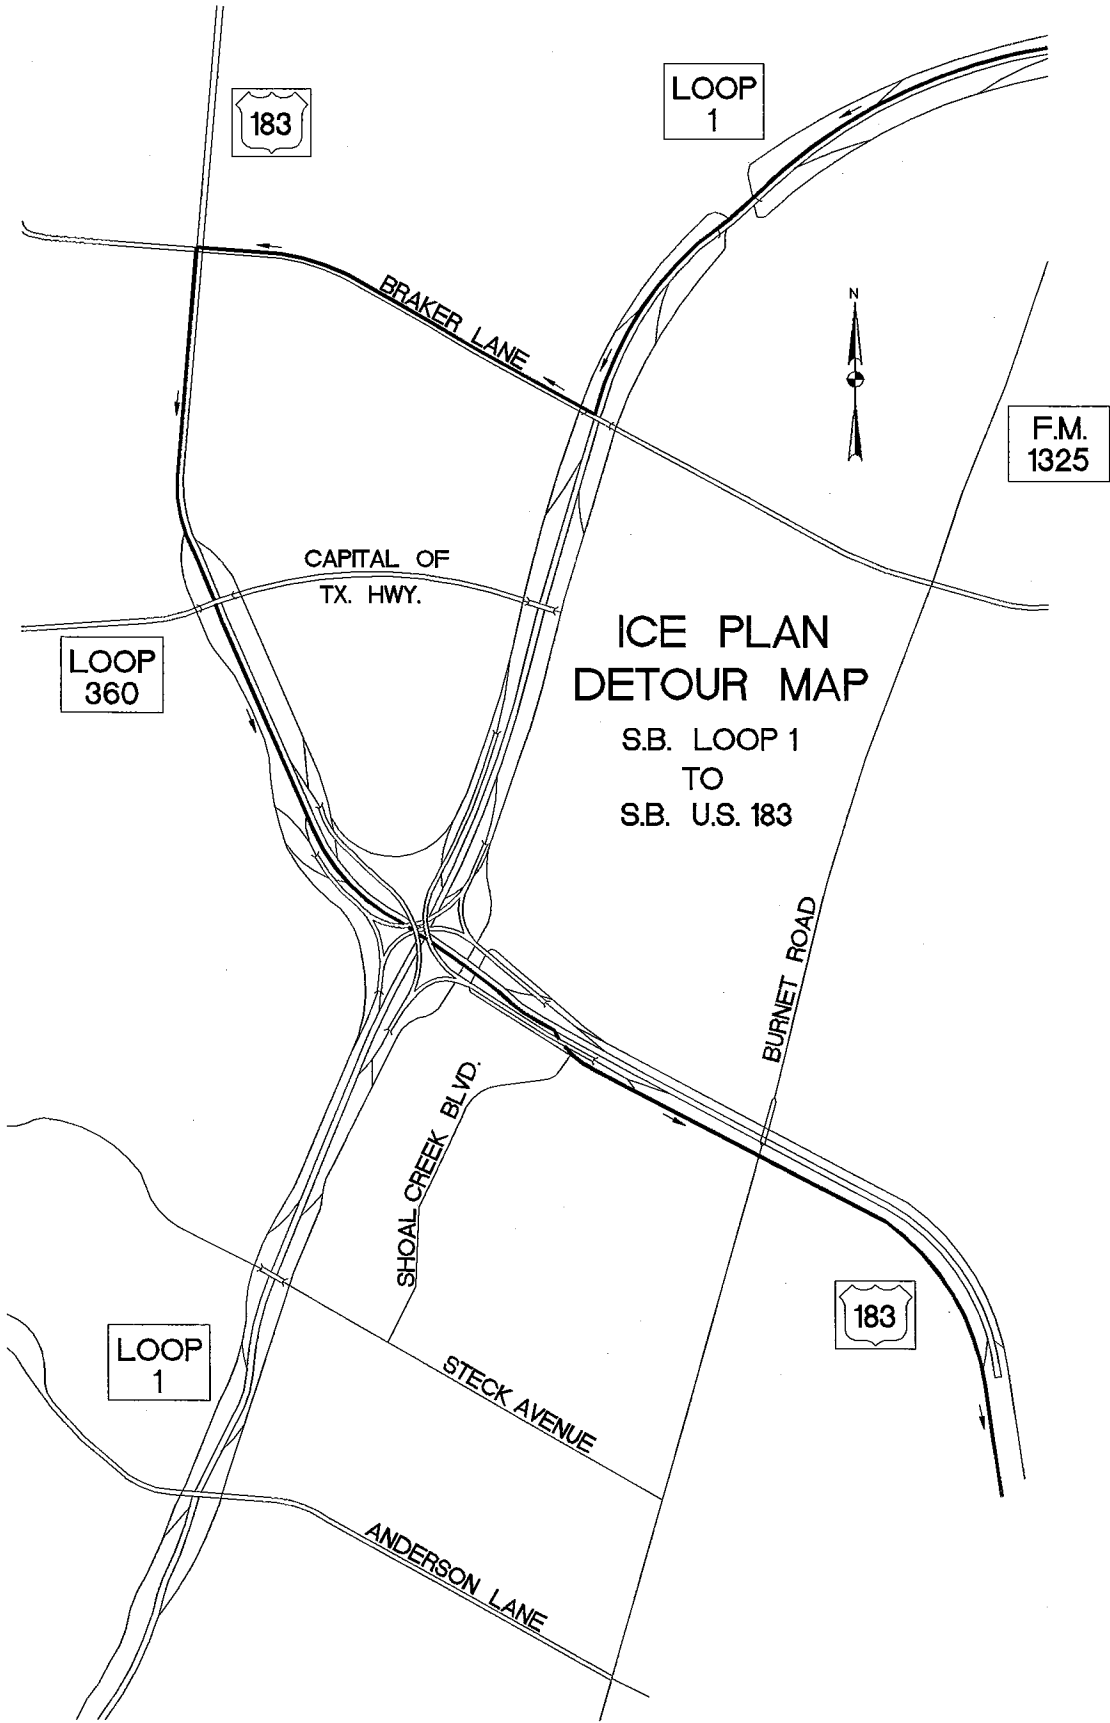 LOOP
1
183
BRAKER LANE
N
F.M.
1325
CAPITAL OF
TX. HWY.
LOOP
360
ICE PLAN
DETOUR MAP
S.B. LOOP 1
TO
S.B. U.S. 183
BURNET ROAD
SHOAL CREEK BLVD.
183
LOOP
1
STECK AVENUE
ANDERSON LANE